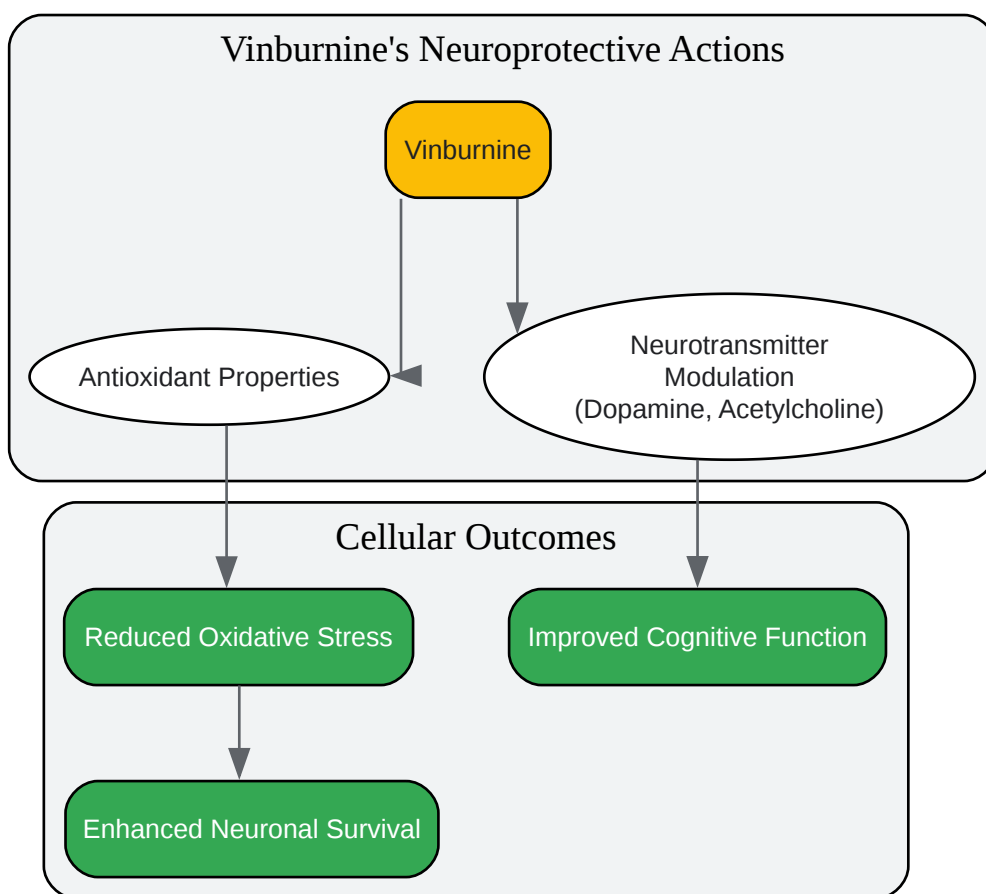 Vinburnine's Neuroprotective Actions
Vinburnine
Antioxidant Properties
Neurotransmitter
Modulation
(Dopamine, Acetylcholine)
Cellular Outcomes
Reduced Oxidative Stress
Improved Cognitive Function
Enhanced Neuronal Survival